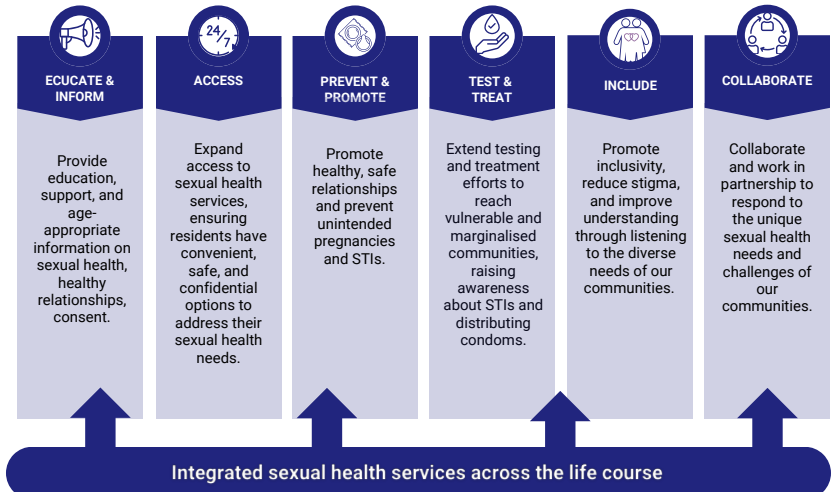 ECUCATE &
INFORM
Provide
education,
support, and
age-
appropriate
information on
sexual health,
healthy
relationships,
consent.
24/
7
ACCESS
Expand
access to
sexual health
services,
ensuring
residents have
convenient,
safe, and
confidential
options to
address their
sexual health
needs.
PREVENT &
PROMOTE
Promote
healthy, safe
relationships
and prevent
unintended
pregnancies
and STIs.
TEST &
TREAT
Extend testing
and treatment
efforts to
reach
vulnerable and
marginalised
communities,
raising
awareness
about STIs and
distributing
condoms.
INCLUDE
Promote
inclusivity,
reduce stigma,
and improve
understanding
through listening
to the diverse
needs of our
communities.
COLLABORATE
Collaborate
and work in
partnership to
respond to
the unique
sexual health
needs and
challenges of
our
communities.
Integrated sexual health services across the life course